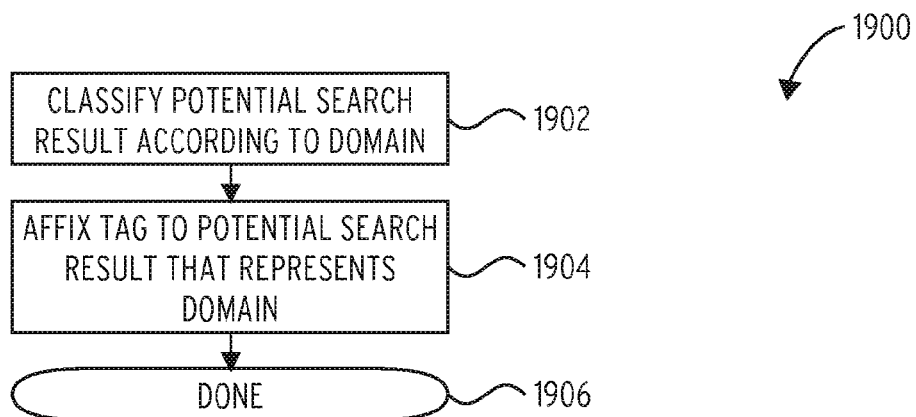 1900
CLASSIFY POTENTIAL SEARCH
RESULT ACCORDING TO DOMAIN
1902
AFFIX TAG TO POTENTIAL SEARCH
RESULT THAT REPRESENTS
DOMAIN
1904
DONE
1906